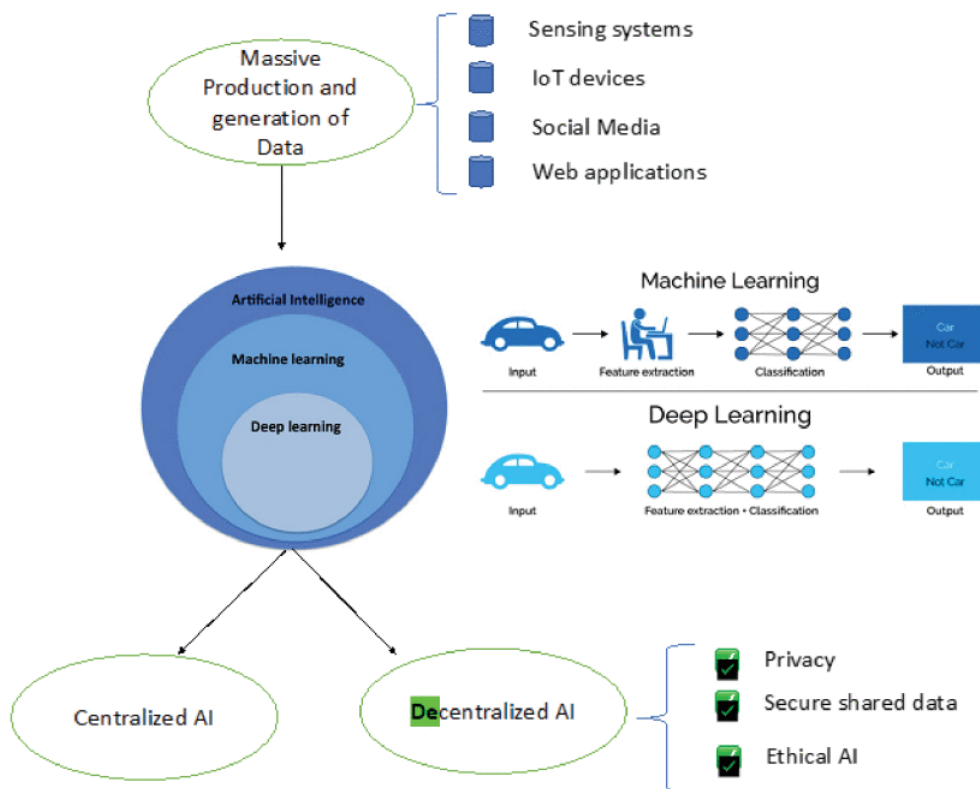 Massive
Production and
generation of
Data
Sensing systems
IoT devices
Social Media
Web applications
Artificial Intelligence
Machine learning
Deep learning
Machine Learning
Input
Feature extraction
Classification
Car
Not Car
Output
Deep Learning
Input
Feature extraction + Classification
Car
Not Car
Output
Centralized AI
Decentralized AI
Privacy
Secure shared data
Ethical AI